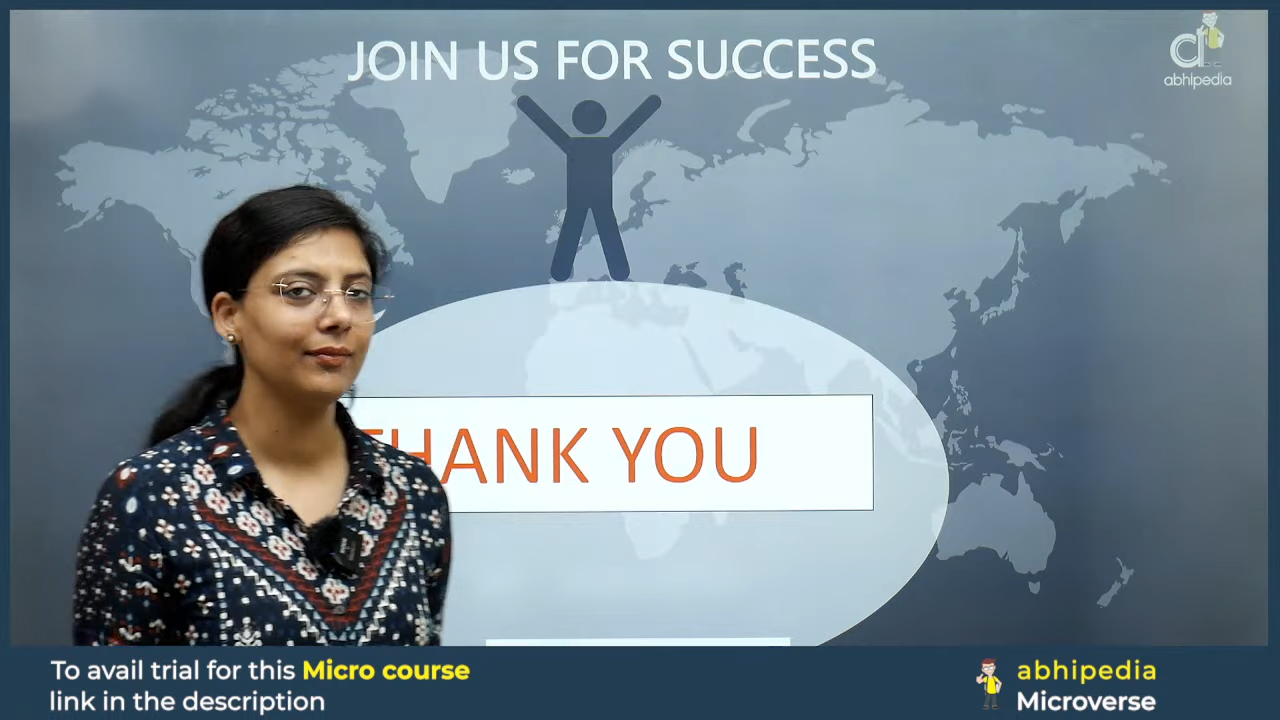 JOIN US FOR SUCCESS
abhipedia
THANK YOU
To avail trial for this Micro course
link in the description
abhipedia
Microverse